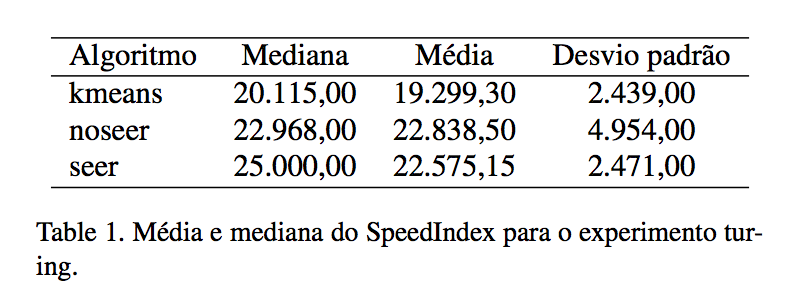 Algoritmo Mediana Média Desvio padrão
kmeans 20.115,00 19.299,30 2.439,00
noseer 22.968,00 22.838,50 4.954,00
seer 25.000,00 22.575,15 2.471,00
Table 1. Média e mediana do SpeedIndex para o experimento tur-
ing.